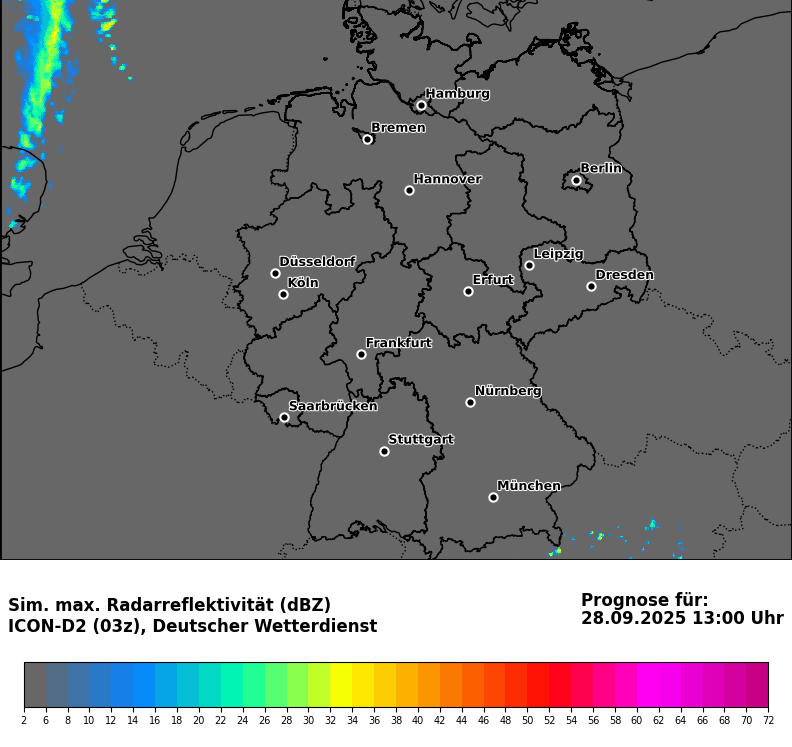 Hamburg
Bremen
Berlin
Hannover
Leipzig
Düsseldorf
Dresden
Köln
Erfurt
Frankfurt
Nürnberg
Saarbrücken
Stuttgart
München
Sim. max. Radarreflektivität (dBZ)
ICON-D2 (03z), Deutscher Wetterdienst
Prognose für:
28.09.2025 13:00 Uhr
2 6 8 10 12 14 16 18 20 22 24 26 28 30 32 34 36 38 40 42 44 46 48 50 52 54 56 58 60 62 64 66 68 70 72